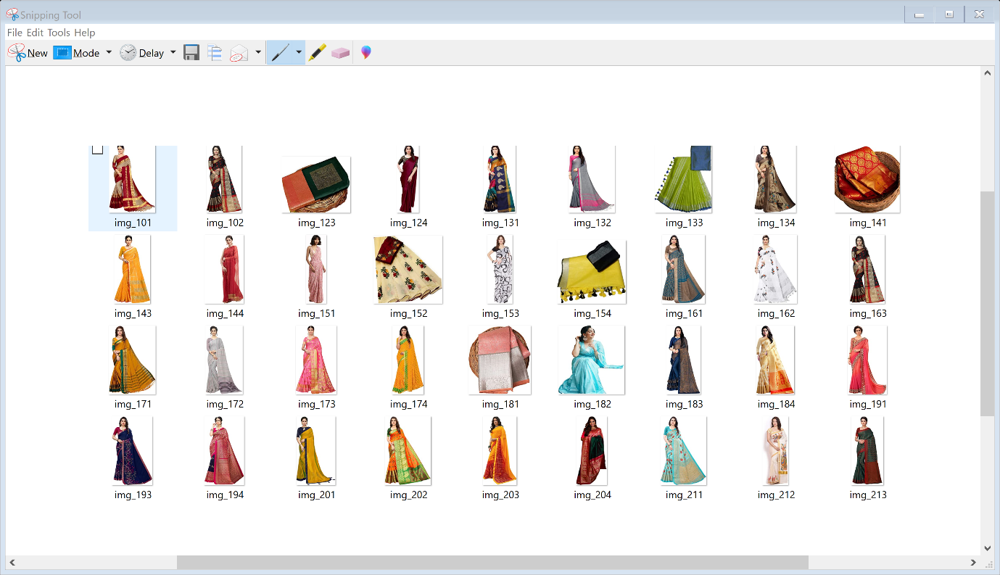 Snipping Tool
File Edit Tools Help
New Mode Delay
img_101 img_102 img_123 img_124 img_131 img_132 img_133 img_134 img_141
img_143 img_144 img_151 img_152 img_153 img_154 img_161 img_162 img_163
img_171 img_172 img_173 img_174 img_181 img_182 img_183 img_184 img_191
img_193 img_194 img_201 img_202 img_203 img_204 img_211 img_212 img_213